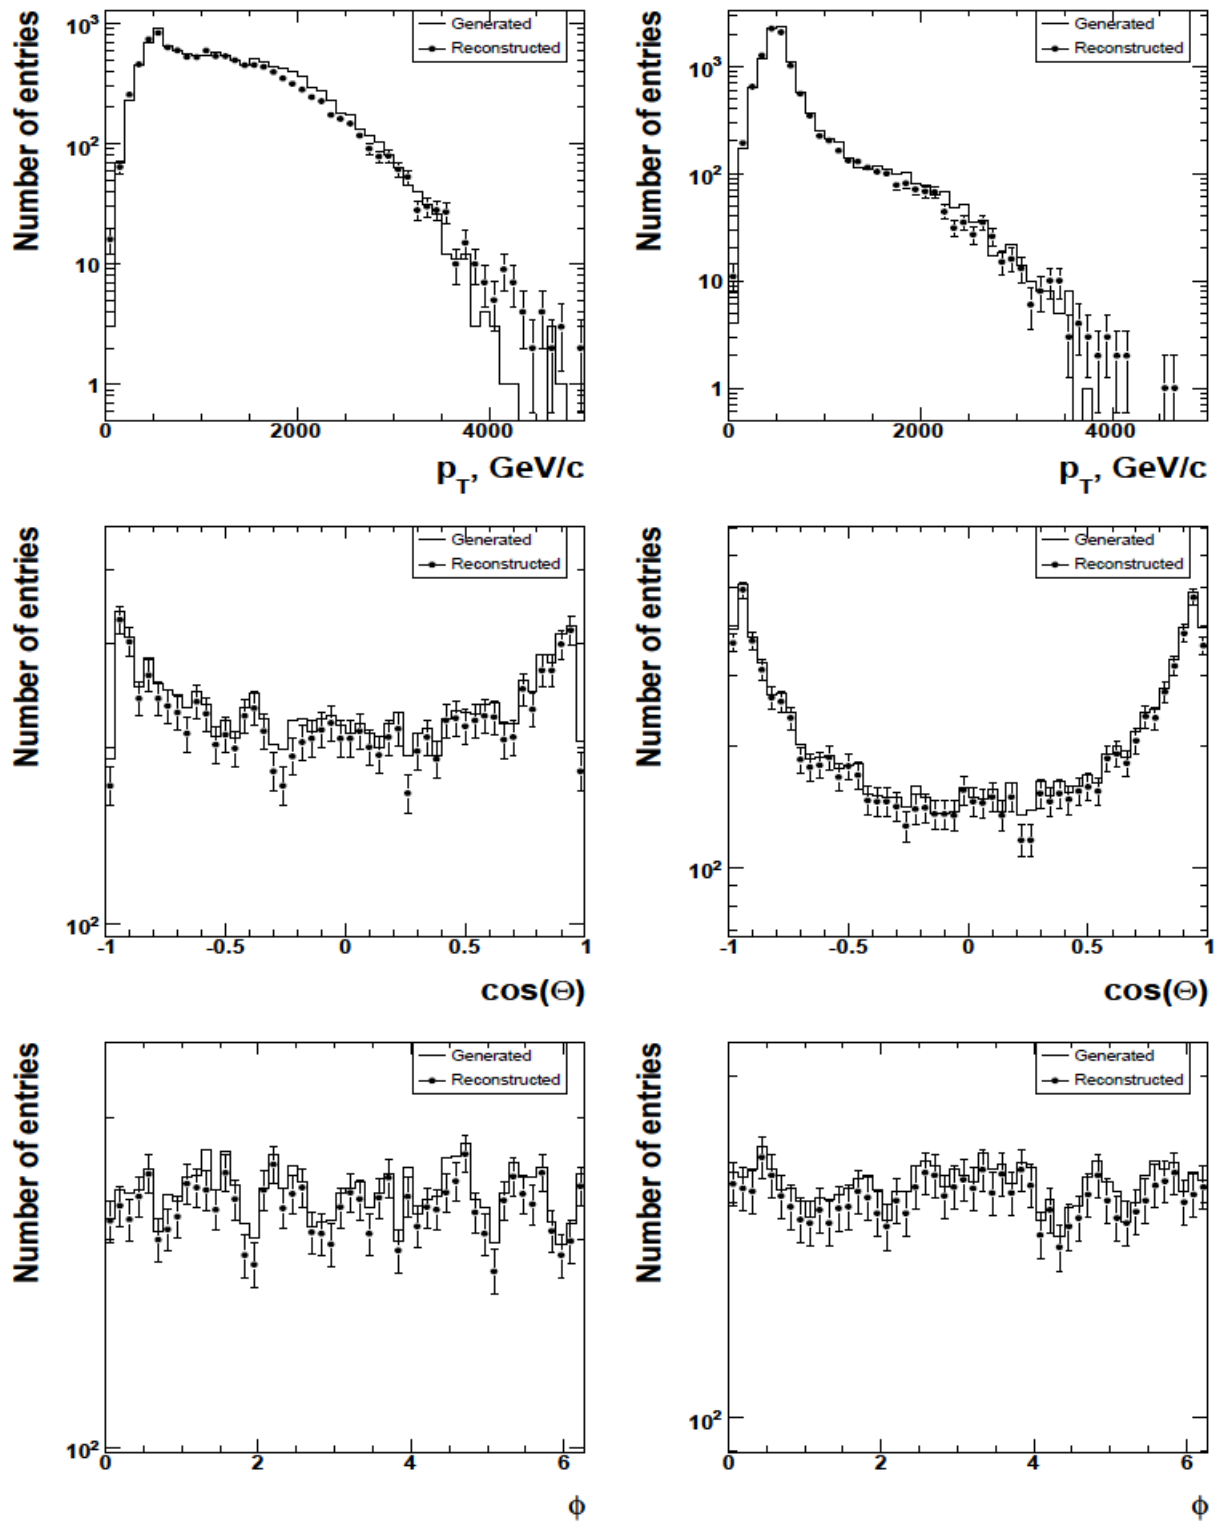 Number of entries
Generated
Reconstructed
10³
10²
10
1
0 2000 4000
p_T, GeV/c
Number of entries
Generated
Reconstructed
10³
10²
10
1
0 2000 4000
p_T, GeV/c
Number of entries
Generated
Reconstructed
10²
-1 -0.5 0 0.5 1
cos(Θ)
Number of entries
Generated
Reconstructed
10²
-1 -0.5 0 0.5 1
cos(Θ)
Number of entries
Generated
Reconstructed
10²
0 2 4 6
ϕ
Number of entries
Generated
Reconstructed
10²
0 2 4 6
ϕ